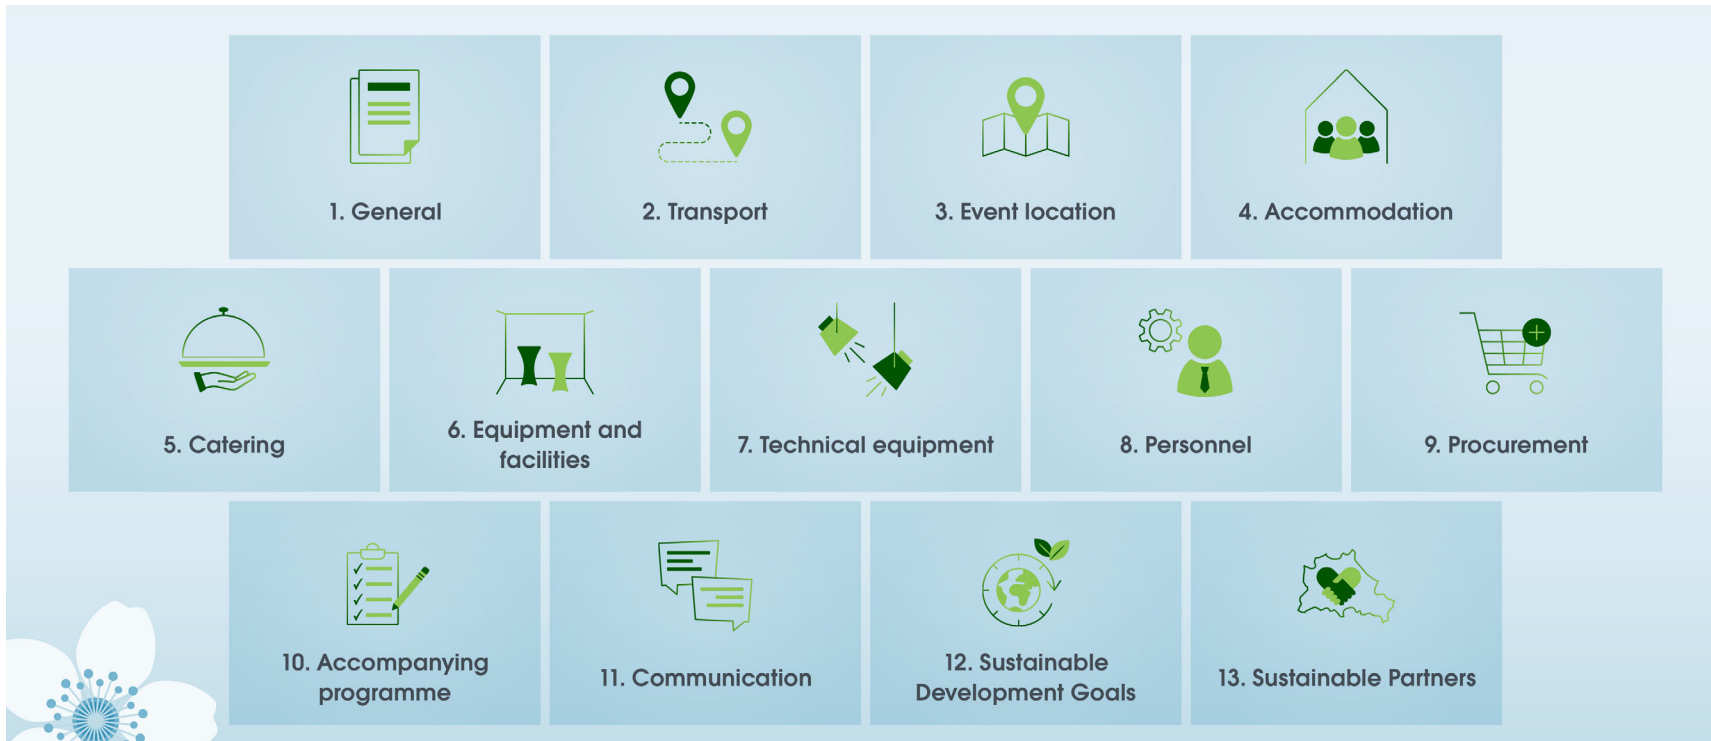 1. General
2. Transport
3. Event location
4. Accommodation
5. Catering
6. Equipment and
facilities
7. Technical equipment
8. Personnel
9. Procurement
10. Accompanying
programme
11. Communication
12. Sustainable
Development Goals
13. Sustainable Partners